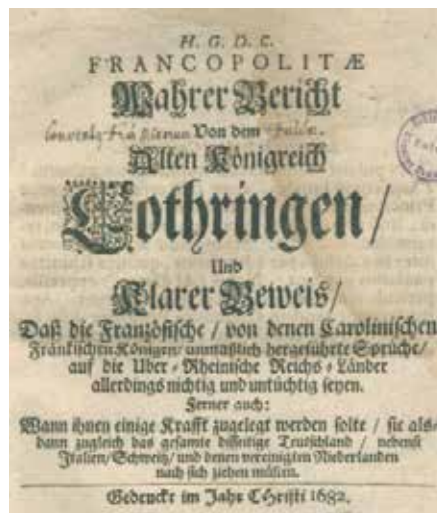 H. G. D. C.
FRANCOPOLITÆ
Wahrer Bericht
Von dem
Alten Königreich
Lothringen /
Und
Klarer Beweis /
Daß die Französische / von denen Carolinischen
Fränkischen Königen / anmaßlich hergeführte Sprüche /
auf die Uber-Rheinische Reichs-Länder
allerdings nichtig und untüchtig seyen.
Ferner auch:
Wann ihnen einige Krafft zugelegt werden solte / sie als-
dann zugleich das gesamte disseitige Teutschland / nebenst
Italien / Schweitz / und denen vereinigten Niederlanden
nach sich ziehen müssen.
Gedruckt im Jahr Christi 1682.